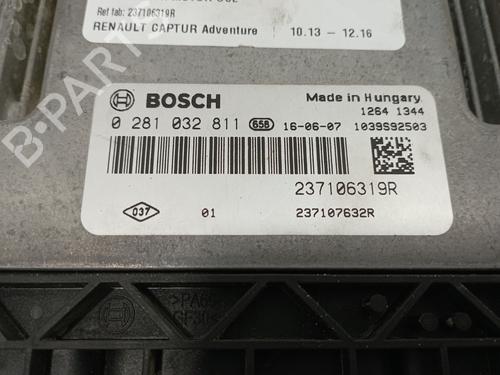 Ref fab: 237106319R
RENAULT CAPTUR Adventure | 10.13 - 12.16
BOSCH
Made in Hungary
1264 1344
0 281 032 811 65B 16-06-07 1039S92503
237106319R
037 01 237107632R
B-PARTS